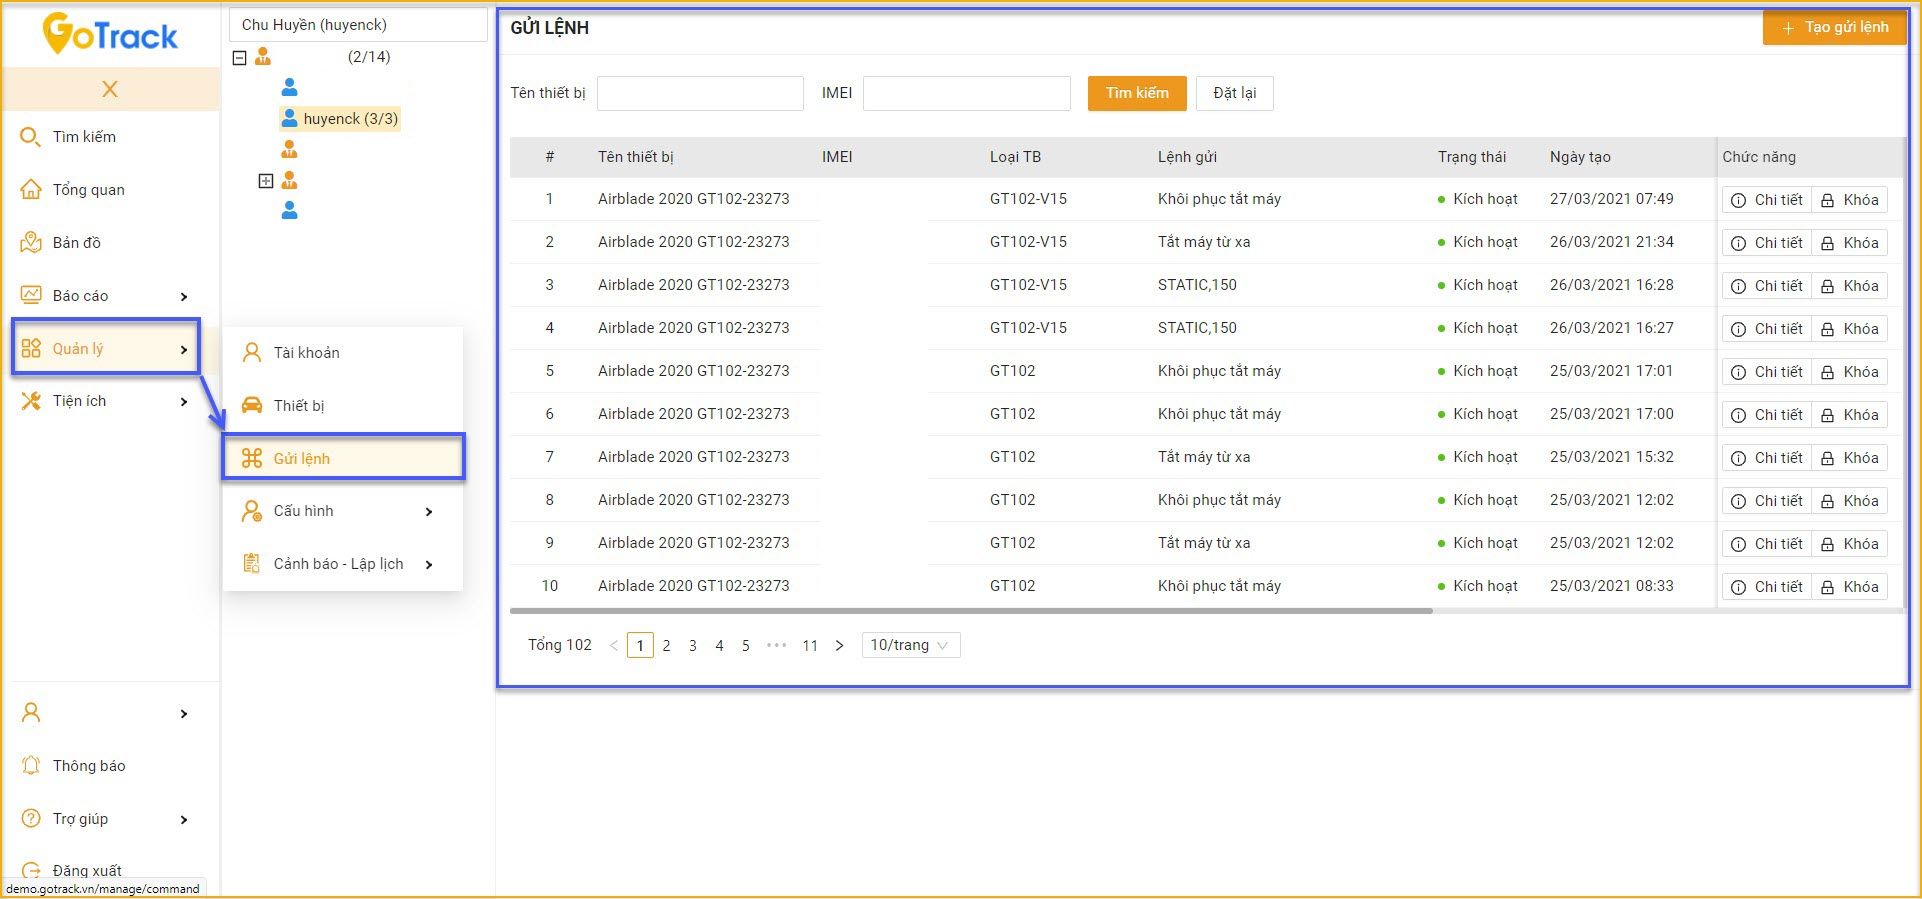 GoTrack
X
Tìm kiếm
Tổng quan
Bản đồ
Báo cáo
Quản lý
Tiện ích
Thông báo
Trợ giúp
Đăng xuất
demo.gotrack.vn/manage/command
Chu Huyền (huyenck)
(2/14)
huyenck (3/3)
Tài khoản
Thiết bị
Gửi lệnh
Cấu hình
Cảnh báo - Lập lịch
GỬI LỆNH
+ Tạo gửi lệnh
Tên thiết bị IMEI Tìm kiếm Đặt lại
# Tên thiết bị IMEI Loại TB Lệnh gửi Trạng thái Ngày tạo Chức năng
1 Airblade 2020 GT102-23273 GT102-V15 Khôi phục tắt máy Kích hoạt 27/03/2021 07:49 Chi tiết Khóa
2 Airblade 2020 GT102-23273 GT102-V15 Tắt máy từ xa Kích hoạt 26/03/2021 21:34 Chi tiết Khóa
3 Airblade 2020 GT102-23273 GT102-V15 STATIC,150 Kích hoạt 26/03/2021 16:28 Chi tiết Khóa
4 Airblade 2020 GT102-23273 GT102-V15 STATIC,150 Kích hoạt 26/03/2021 16:27 Chi tiết Khóa
5 Airblade 2020 GT102-23273 GT102 Khôi phục tắt máy Kích hoạt 25/03/2021 17:01 Chi tiết Khóa
6 Airblade 2020 GT102-23273 GT102 Khôi phục tắt máy Kích hoạt 25/03/2021 17:00 Chi tiết Khóa
7 Airblade 2020 GT102-23273 GT102 Tắt máy từ xa Kích hoạt 25/03/2021 15:32 Chi tiết Khóa
8 Airblade 2020 GT102-23273 GT102 Khôi phục tắt máy Kích hoạt 25/03/2021 12:02 Chi tiết Khóa
9 Airblade 2020 GT102-23273 GT102 Tắt máy từ xa Kích hoạt 25/03/2021 12:02 Chi tiết Khóa
10 Airblade 2020 GT102-23273 GT102 Khôi phục tắt máy Kích hoạt 25/03/2021 08:33 Chi tiết Khóa
Tổng 102 < 1 2 3 4 5 ••• 11 > 10/trang